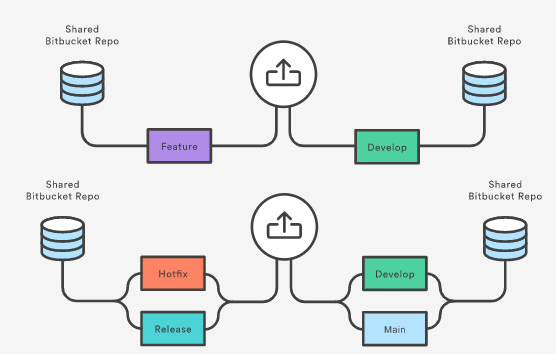 Shared
Bitbucket Repo
Shared
Bitbucket Repo
Feature
Develop
Shared
Bitbucket Repo
Shared
Bitbucket Repo
Hotfix
Develop
Release
Main